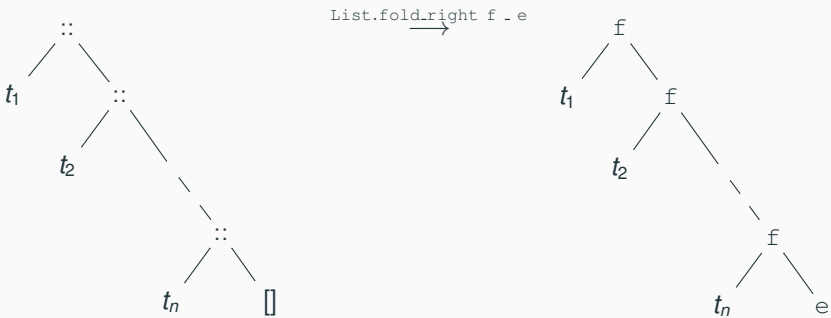 List.fold_right f _ e
:: f
t₁ :: t₁ f
t₂ t₂
:: f
tₙ [] tₙ e